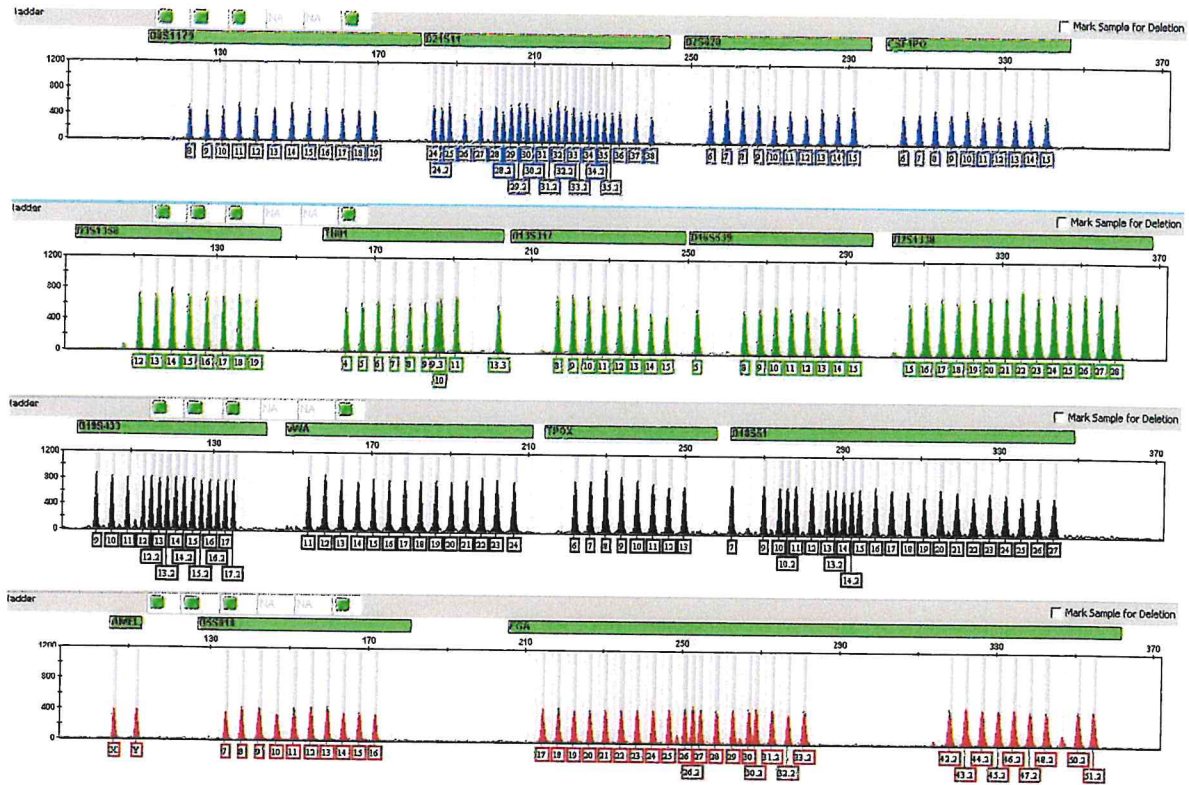 ladder NA NA Mark Sample for Deletion
D8S1179 D21S11 D7S820 CSF1PO
130 170 210 250 290 330 370
1200
800
400
0
8 9 10 11 12 13 14 15 16 17 18 19 24 25 26 27 28 29 30 31 32 33 34 35 36 37 38 6 7 8 9 10 11 12 13 14 15 6 7 8 9 10 11 12 13 14 15
24.2 28.2 30.2 32.2 34.2
29.2 31.2 33.2 35.2
ladder NA NA Mark Sample for Deletion
D3S1358 TH01 D13S317 D16S539 D2S1338
130 170 210 250 290 330 370
1200
800
400
0
12 13 14 15 16 17 18 19 4 5 6 7 8 9 9.3 11 13.3 8 9 10 11 12 13 14 15 5 8 9 10 11 12 13 14 15 15 16 17 18 19 20 21 22 23 24 25 26 27 28
10
ladder NA NA Mark Sample for Deletion
D19S433 vWA TPOX D18S51
130 170 210 250 290 330 370
1200
800
400
0
9 10 11 12 13 14 15 16 17 11 12 13 14 15 16 17 18 19 20 21 22 23 24 6 7 8 9 10 11 12 13 7 9 10 11 12 13 14 15 16 17 18 19 20 21 22 23 24 25 26 27
12.2 14.2 16.2 10.2 13.2
13.2 15.2 17.2 14.2
ladder NA NA Mark Sample for Deletion
AMEL D5S818 FGA
130 170 210 250 290 330 370
1200
800
400
0
X Y 7 8 9 10 11 12 13 14 15 16 17 18 19 20 21 22 23 24 25 26 27 28 29 30 31.2 33.2 42.2 44.2 46.2 48.2 50.2
26.2 30.2 32.2 43.2 45.2 47.2 51.2